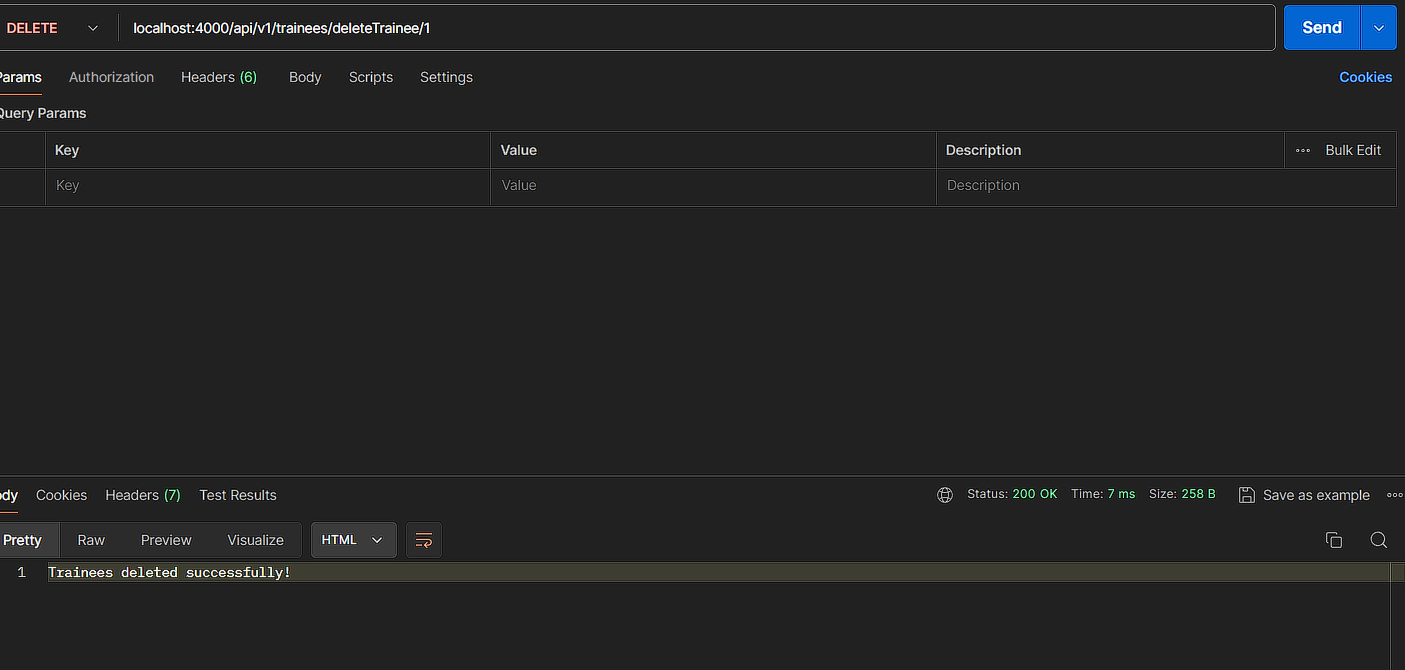 DELETE localhost:4000/api/v1/trainees/deleteTrainee/1 Send
Params Authorization Headers (6) Body Scripts Settings Cookies
Query Params
Key Value Description Bulk Edit
Key Value Description
ody Cookies Headers (7) Test Results Status: 200 OK Time: 7 ms Size: 258 B Save as example
Pretty Raw Preview Visualize HTML
1 Trainees deleted successfully!